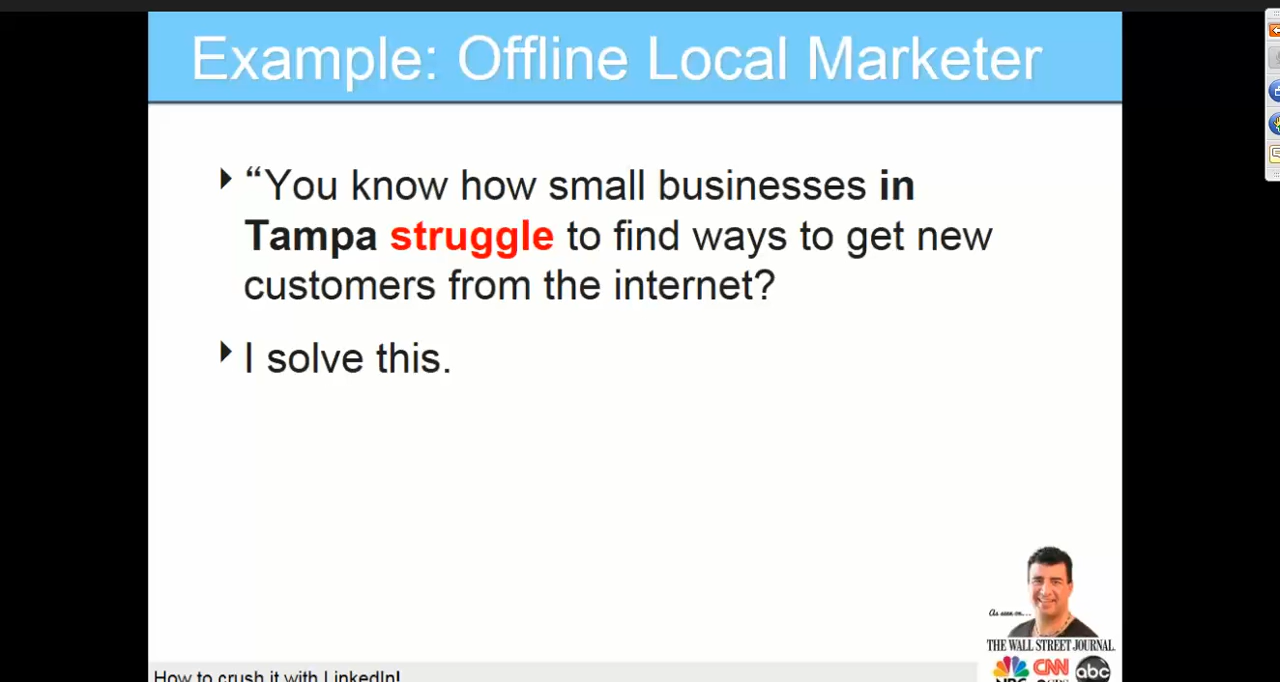 Example: Offline Local Marketer
“You know how small businesses in
Tampa struggle to find ways to get new
customers from the internet?
I solve this.
As seen on...
THE WALL STREET JOURNAL.
NBC CNN abc
CBS
How to crush it with LinkedIn!